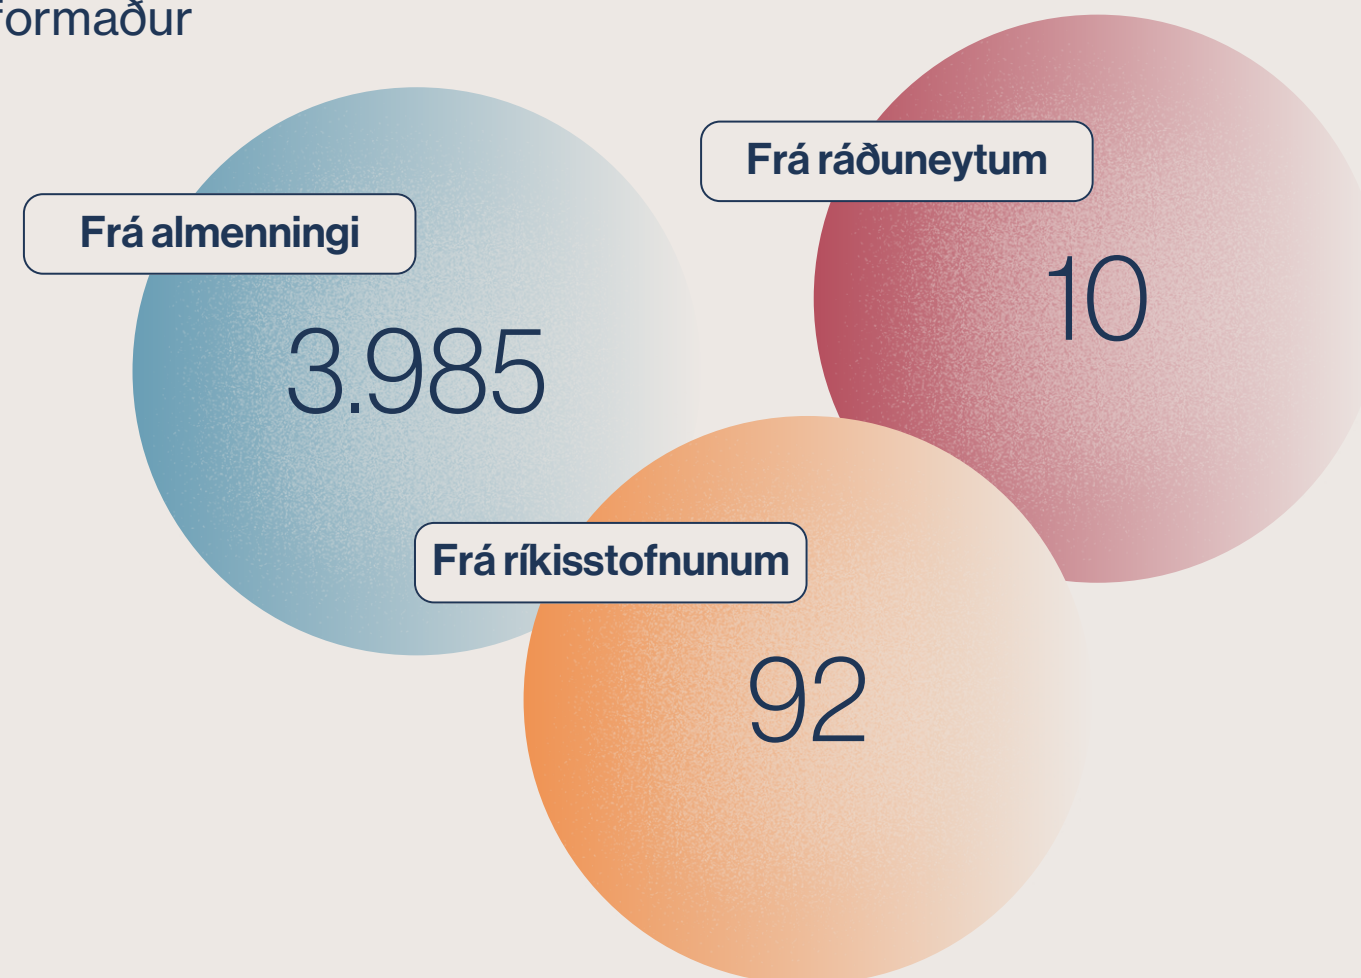 formaður
Frá ráðuneytum
10
Frá almenningi
3.985
Frá ríkisstofnunum
92